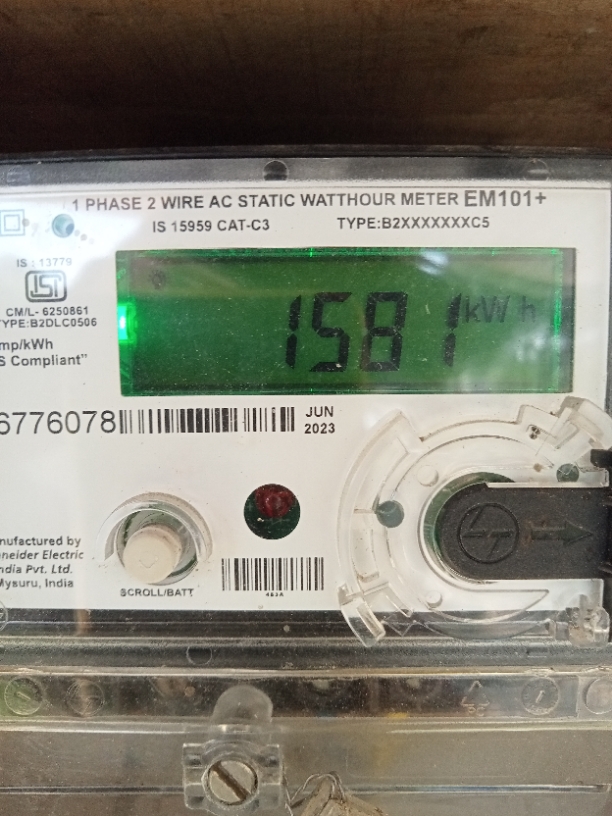 1 PHASE 2 WIRE AC STATIC WATTHOUR METER EM101+
IS 15959 CAT-C3 TYPE:B2XXXXXXXC5
IS : 13779
CM/L- 6250861
TYPE:B2DLC0506
mp/kWh
S Compliant"
1581 kWh
6776078
JUN
2023
nufactured by
neider Electric
ndia Pvt. Ltd.
Mysuru, India
SCROLL/BATT